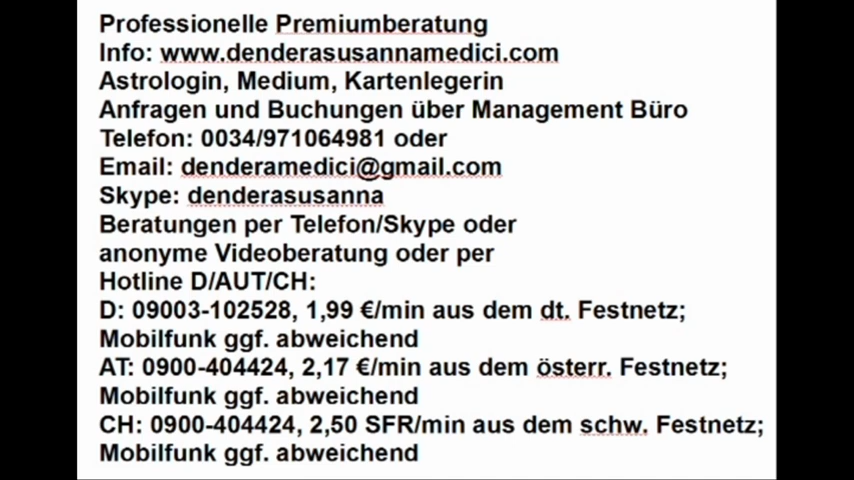 Professionelle Premiumberatung
Info: www.denderasusannamedici.com
Astrologin, Medium, Kartenlegerin
Anfragen und Buchungen über Management Büro
Telefon: 0034/971064981 oder
Email: denderamedici@gmail.com
Skype: denderasusanna
Beratungen per Telefon/Skype oder
anonyme Videoberatung oder per
Hotline D/AUT/CH:
D: 09003-102528, 1,99 €/min aus dem dt. Festnetz;
Mobilfunk ggf. abweichend
AT: 0900-404424, 2,17 €/min aus dem österr. Festnetz;
Mobilfunk ggf. abweichend
CH: 0900-404424, 2,50 SFR/min aus dem schw. Festnetz;
Mobilfunk ggf. abweichend